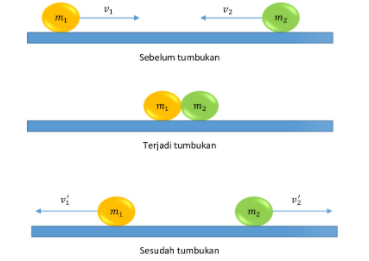 v₁ v₂
m₁ m₂
Sebelum tumbukan
m₁ m₂
Terjadi tumbukan
v₁′ v₂′
m₁ m₂
Sesudah tumbukan